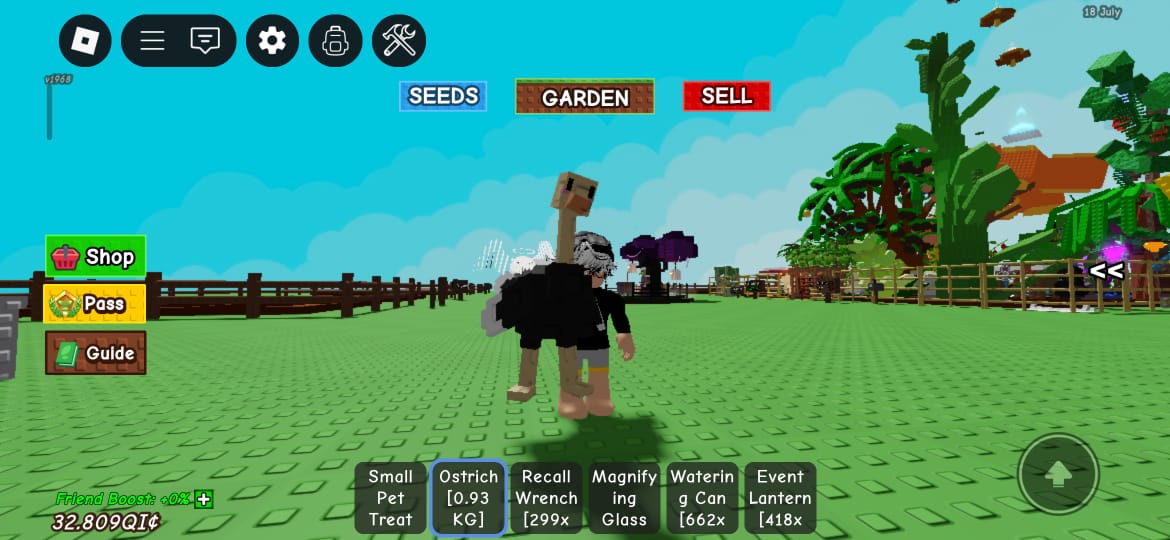 18 July
v1968
SEEDS
GARDEN
SELL
<<
Shop
Pass
Guide
Friend Boost: +0% +
32.809QI¢
Small
Pet
Treat
Ostrich
[0.93
KG]
Recall
Wrench
[299x
Magnify
ing
Glass
Waterin
g Can
[662x
Event
Lantern
[418x